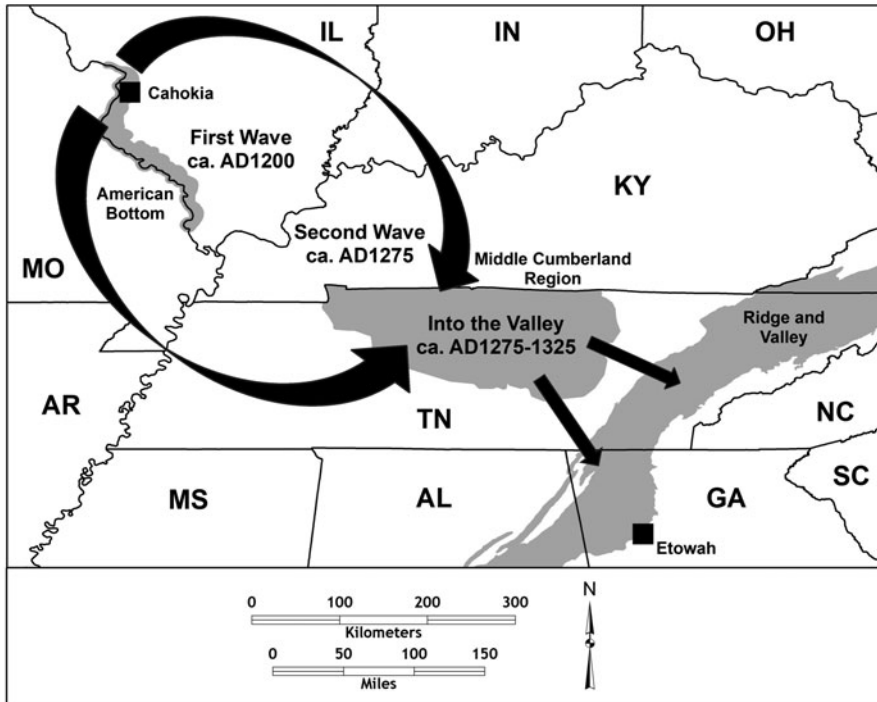 IL
IN
OH
Cahokia
First Wave
ca. AD1200
American
Bottom
KY
Second Wave
ca. AD1275
Middle Cumberland
Region
MO
Into the Valley
ca. AD1275-1325
Ridge and
Valley
AR
TN
NC
SC
MS
AL
GA
Etowah
N
0 100 200 300
Kilometers
0 50 100 150
Miles